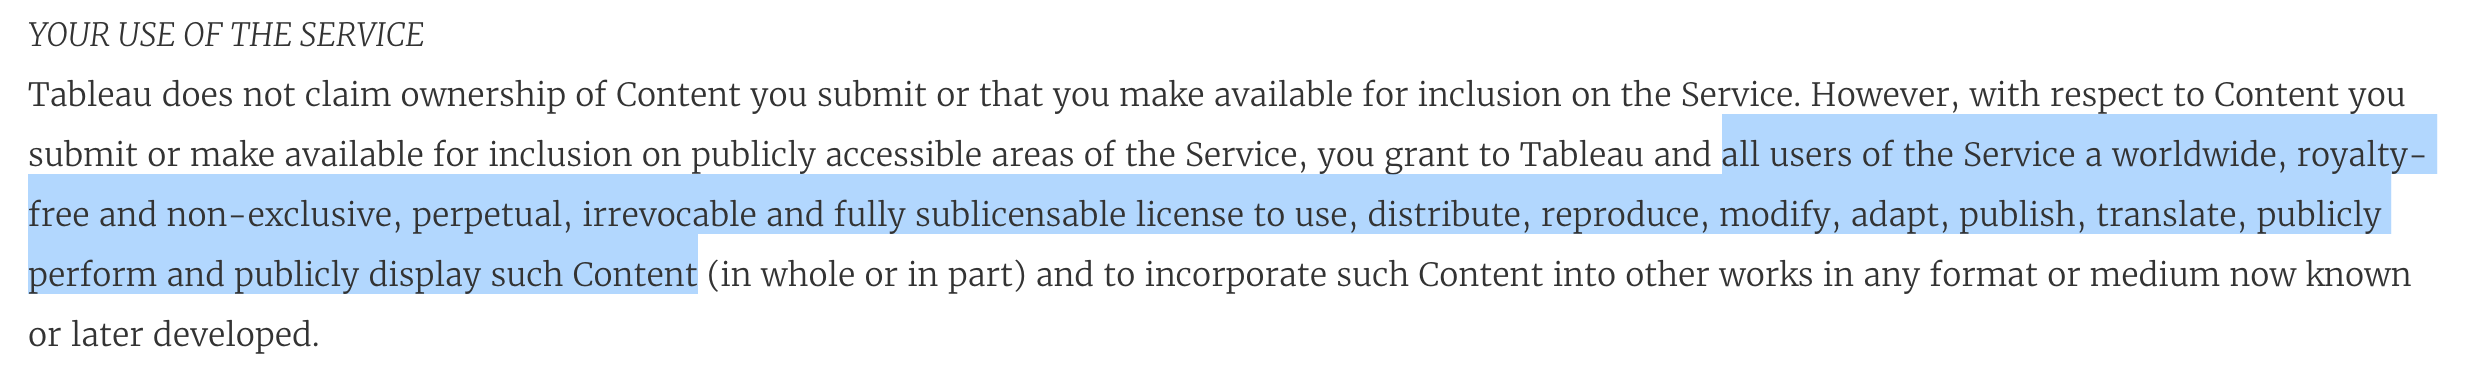 YOUR USE OF THE SERVICE
Tableau does not claim ownership of Content you submit or that you make available for inclusion on the Service. However, with respect to Content you
submit or make available for inclusion on publicly accessible areas of the Service, you grant to Tableau and all users of the Service a worldwide, royalty-
free and non-exclusive, perpetual, irrevocable and fully sublicensable license to use, distribute, reproduce, modify, adapt, publish, translate, publicly
perform and publicly display such Content (in whole or in part) and to incorporate such Content into other works in any format or medium now known
or later developed.